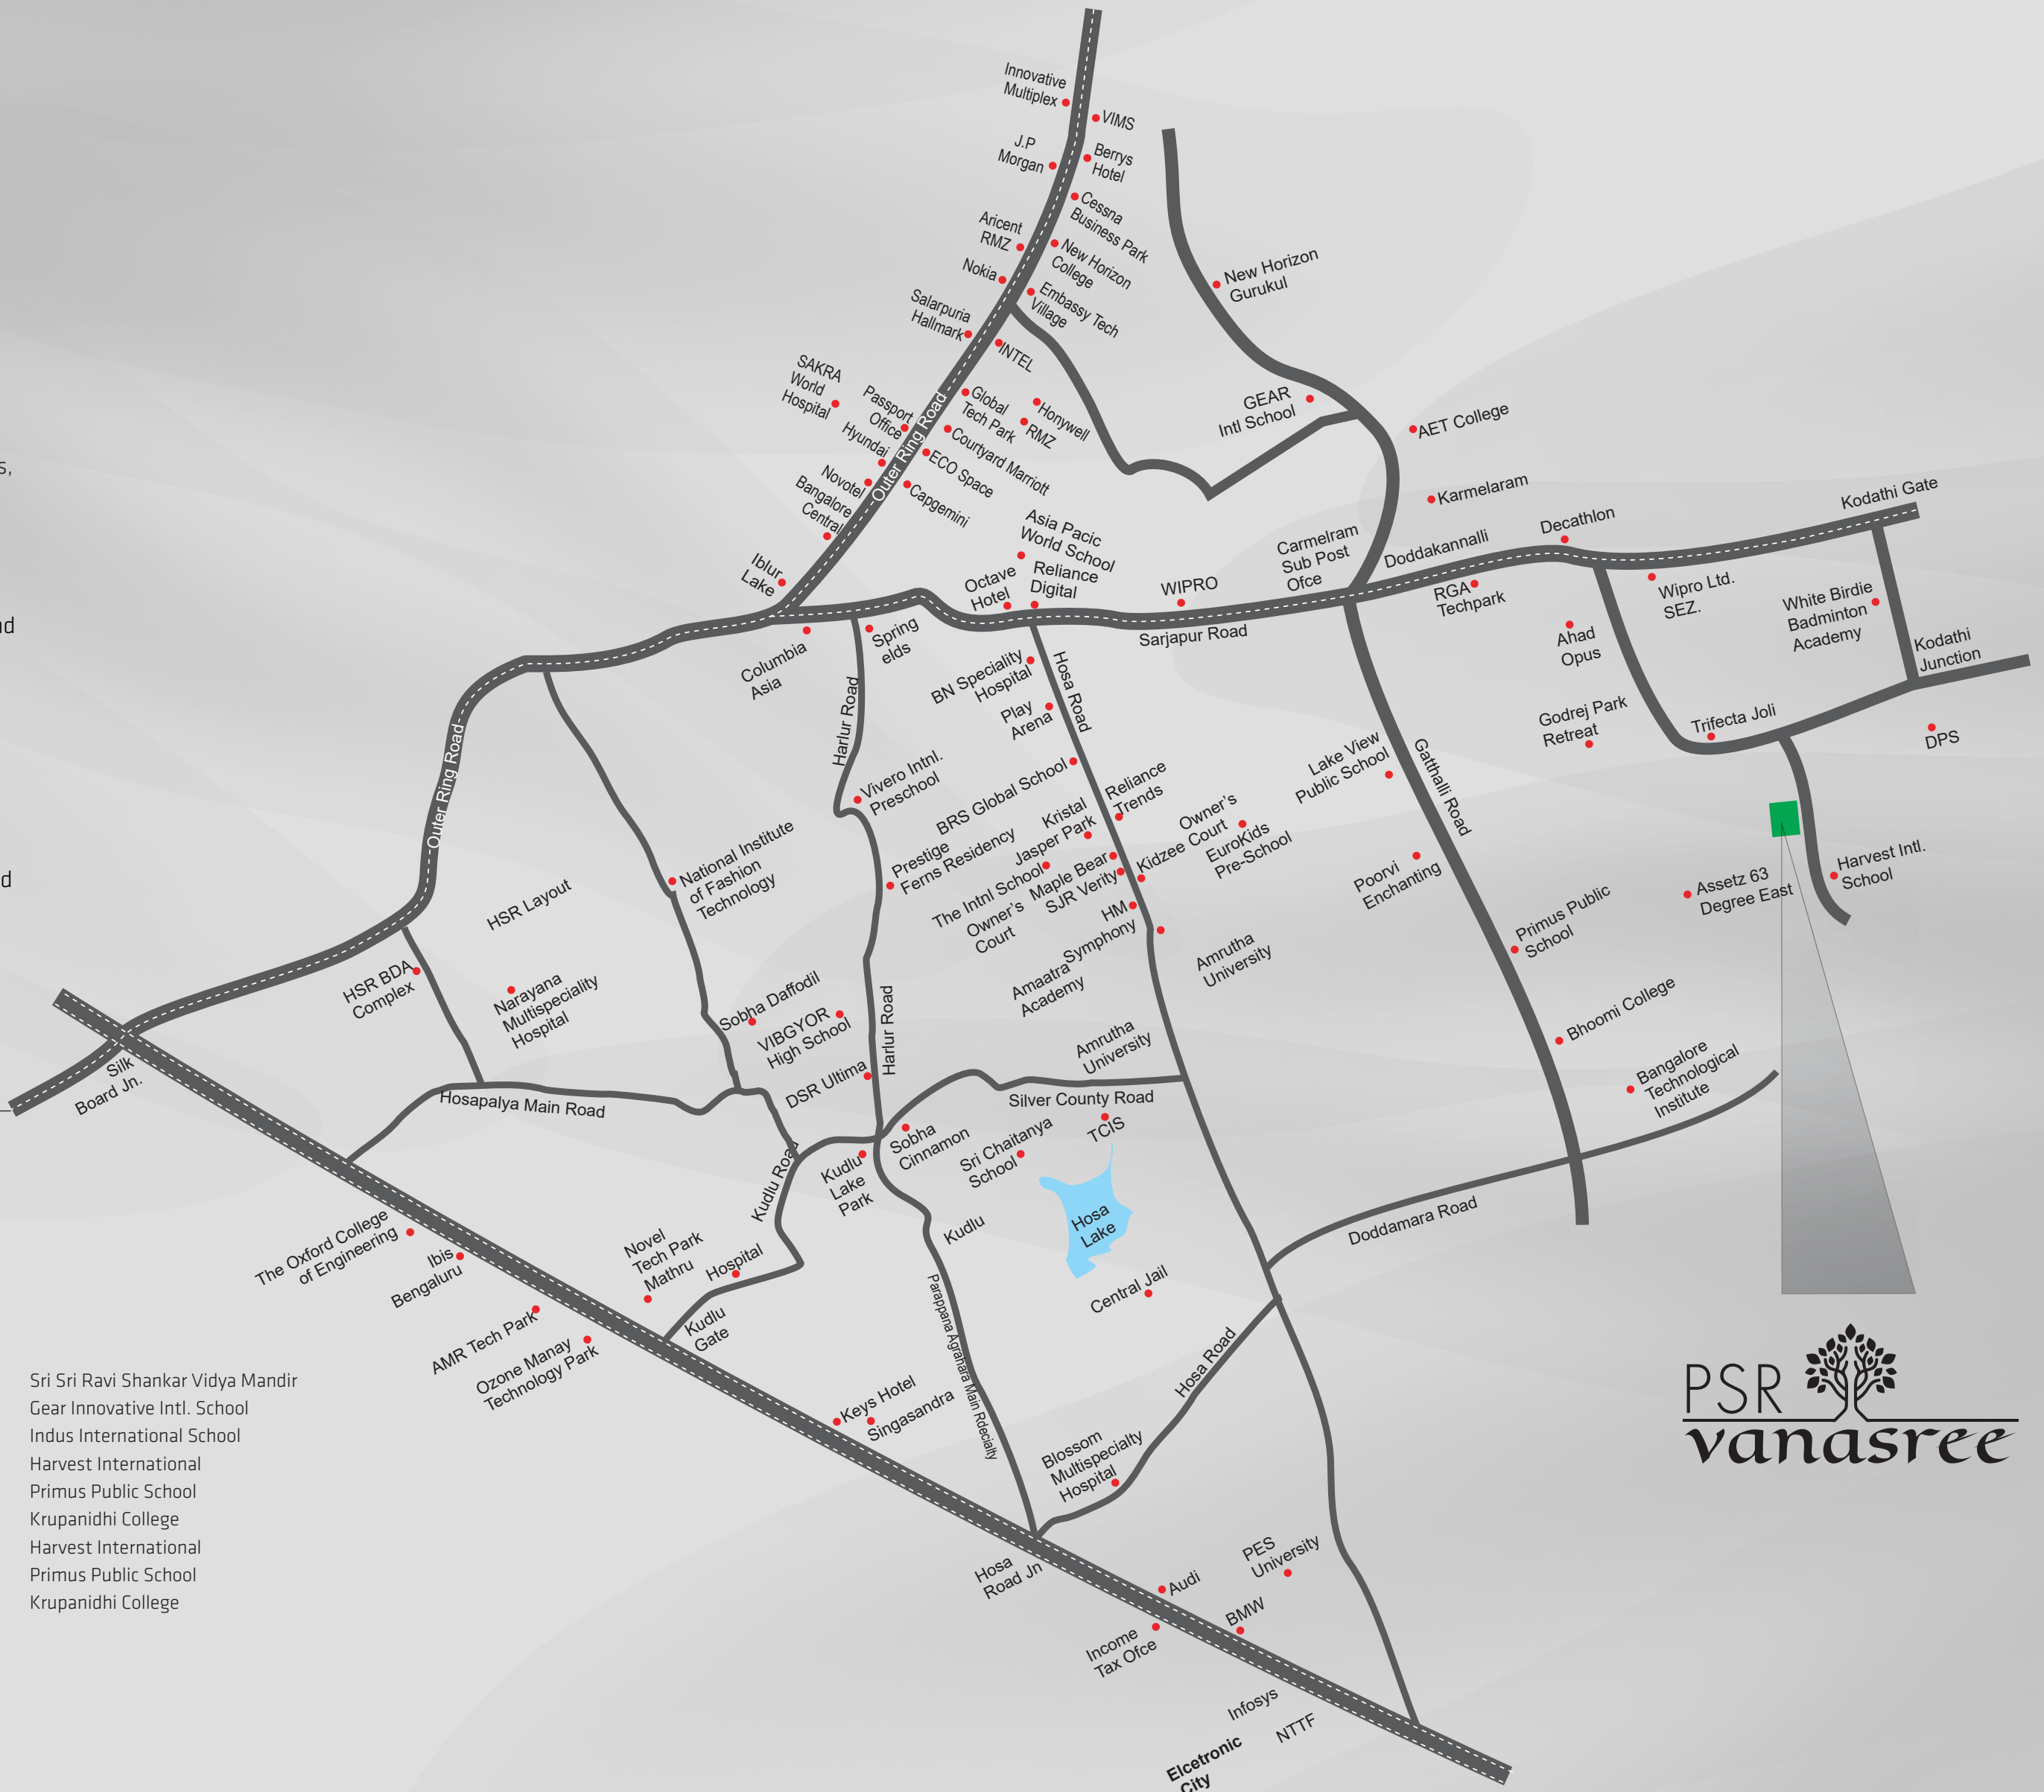 Innovative
Multiplex
VIMS
J.P
Morgan
Berrys
Hotel
Cessna
Business Park
Aricent
RMZ
New Horizon
College
Nokia
Embassy Tech
Village
New Horizon
Gurukul
Salarpuria
Hallmark
INTEL
SAKRA
World
Hospital
Passport
Office
Hyundai
Outer Ring Road
Global
Tech Park
Honywell
RMZ
Courtyard Marriott
ECO Space
Capgemini
Novotel
Bangalore
Central
GEAR
Intl School
AET College
Karmelaram
Iblur
Lake
Asia Pacic
World School
Octave
Hotel
Reliance
Digital
WIPRO
Carmelram
Sub Post
Ofce
Doddakannalli
Decathlon
Kodathi Gate
RGA
Techpark
Wipro Ltd.
SEZ.
White Birdie
Badminton
Academy
Kodathi
Junction
Sarjapur Road
Ahad
Opus
s,
nd
d
Columbia
Asia
Spring
elds
Harlur Road
BN Speciality
Hospital
Play
Arena
Hosa Road
Godrej Park
Retreat
Trifecta Joli
DPS
Outer Ring Road
Vivero Intnl.
Preschool
BRS Global School
Reliance
Trends
Lake View
Public School
Gatthalli Road
Prestige
Ferns Residency
Kristal
Jasper Park
Owner's
Kidzee Court
EuroKids
Pre-School
The Intnl School
Maple Bear
SJR Verity
Owner's
Court
HM
Symphony
Poorvi
Enchanting
Harvest Intl.
School
Assetz 63
Degree East
National Institute
of Fashion
Technology
HSR Layout
Primus Public
School
Amrutha
University
Amaatra
Academy
HSR BDA
Complex
Narayana
Multispeciality
Hospital
Sobha Daffodil
VIBGYOR
High School
Harlur Road
DSR Ultima
Amrutha
University
Bhoomi College
Bangalore
Technological
Institute
Silk
Board Jn.
Hosapalya Main Road
Silver County Road
TCIS
Sobha
Cinnamon
Sri Chaitanya
School
Kudlu Road
Kudlu
Lake
Park
Kudlu
Hosa
Lake
Doddamara Road
The Oxford College
of Engineering
Ibis
Bengaluru
Novel
Tech Park
Mathru
Hospital
Kudlu
Gate
Central Jail
Parappana Agrahara Main Rdecialty
Hosa Road
AMR Tech Park
Ozone Manay
Technology Park
Keys Hotel
Singasandra
Blossom
Multispecialty
Hospital
PSR
vanasree
Sri Sri Ravi Shankar Vidya Mandir
Gear Innovative Intl. School
Indus International School
Harvest International
Primus Public School
Krupanidhi College
Harvest International
Primus Public School
Krupanidhi College
Hosa
Road Jn
PES
University
Audi
BMW
Income
Tax Ofce
Infosys
NTTF
Elcetronic
City